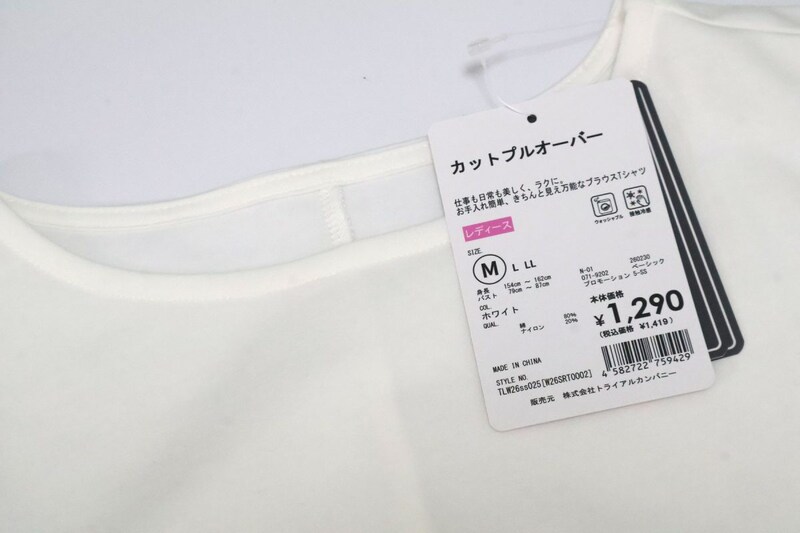 カットプルオーバー
仕事も日常も美しく、ラクに。
お手入れ簡単、きちんと見え万能なブラウスTシャツ
レディース
ウォッシャブル
接触冷感
SIZE
M L LL
身長 154cm ～ 162cm
バスト 79cm ～ 87cm
COL.
ホワイト
QUAL. 綿 80%
ナイロン 20%
N-01 260230
071-9202 ベーシック
プロモーション 5-SS
本体価格
¥1,290
(税込価格 ¥1,419)
MADE IN CHINA
STYLE NO.
TLW26ss025[W26SRT0002]
4 582722 759429
販売元 株式会社トライアルカンパニー